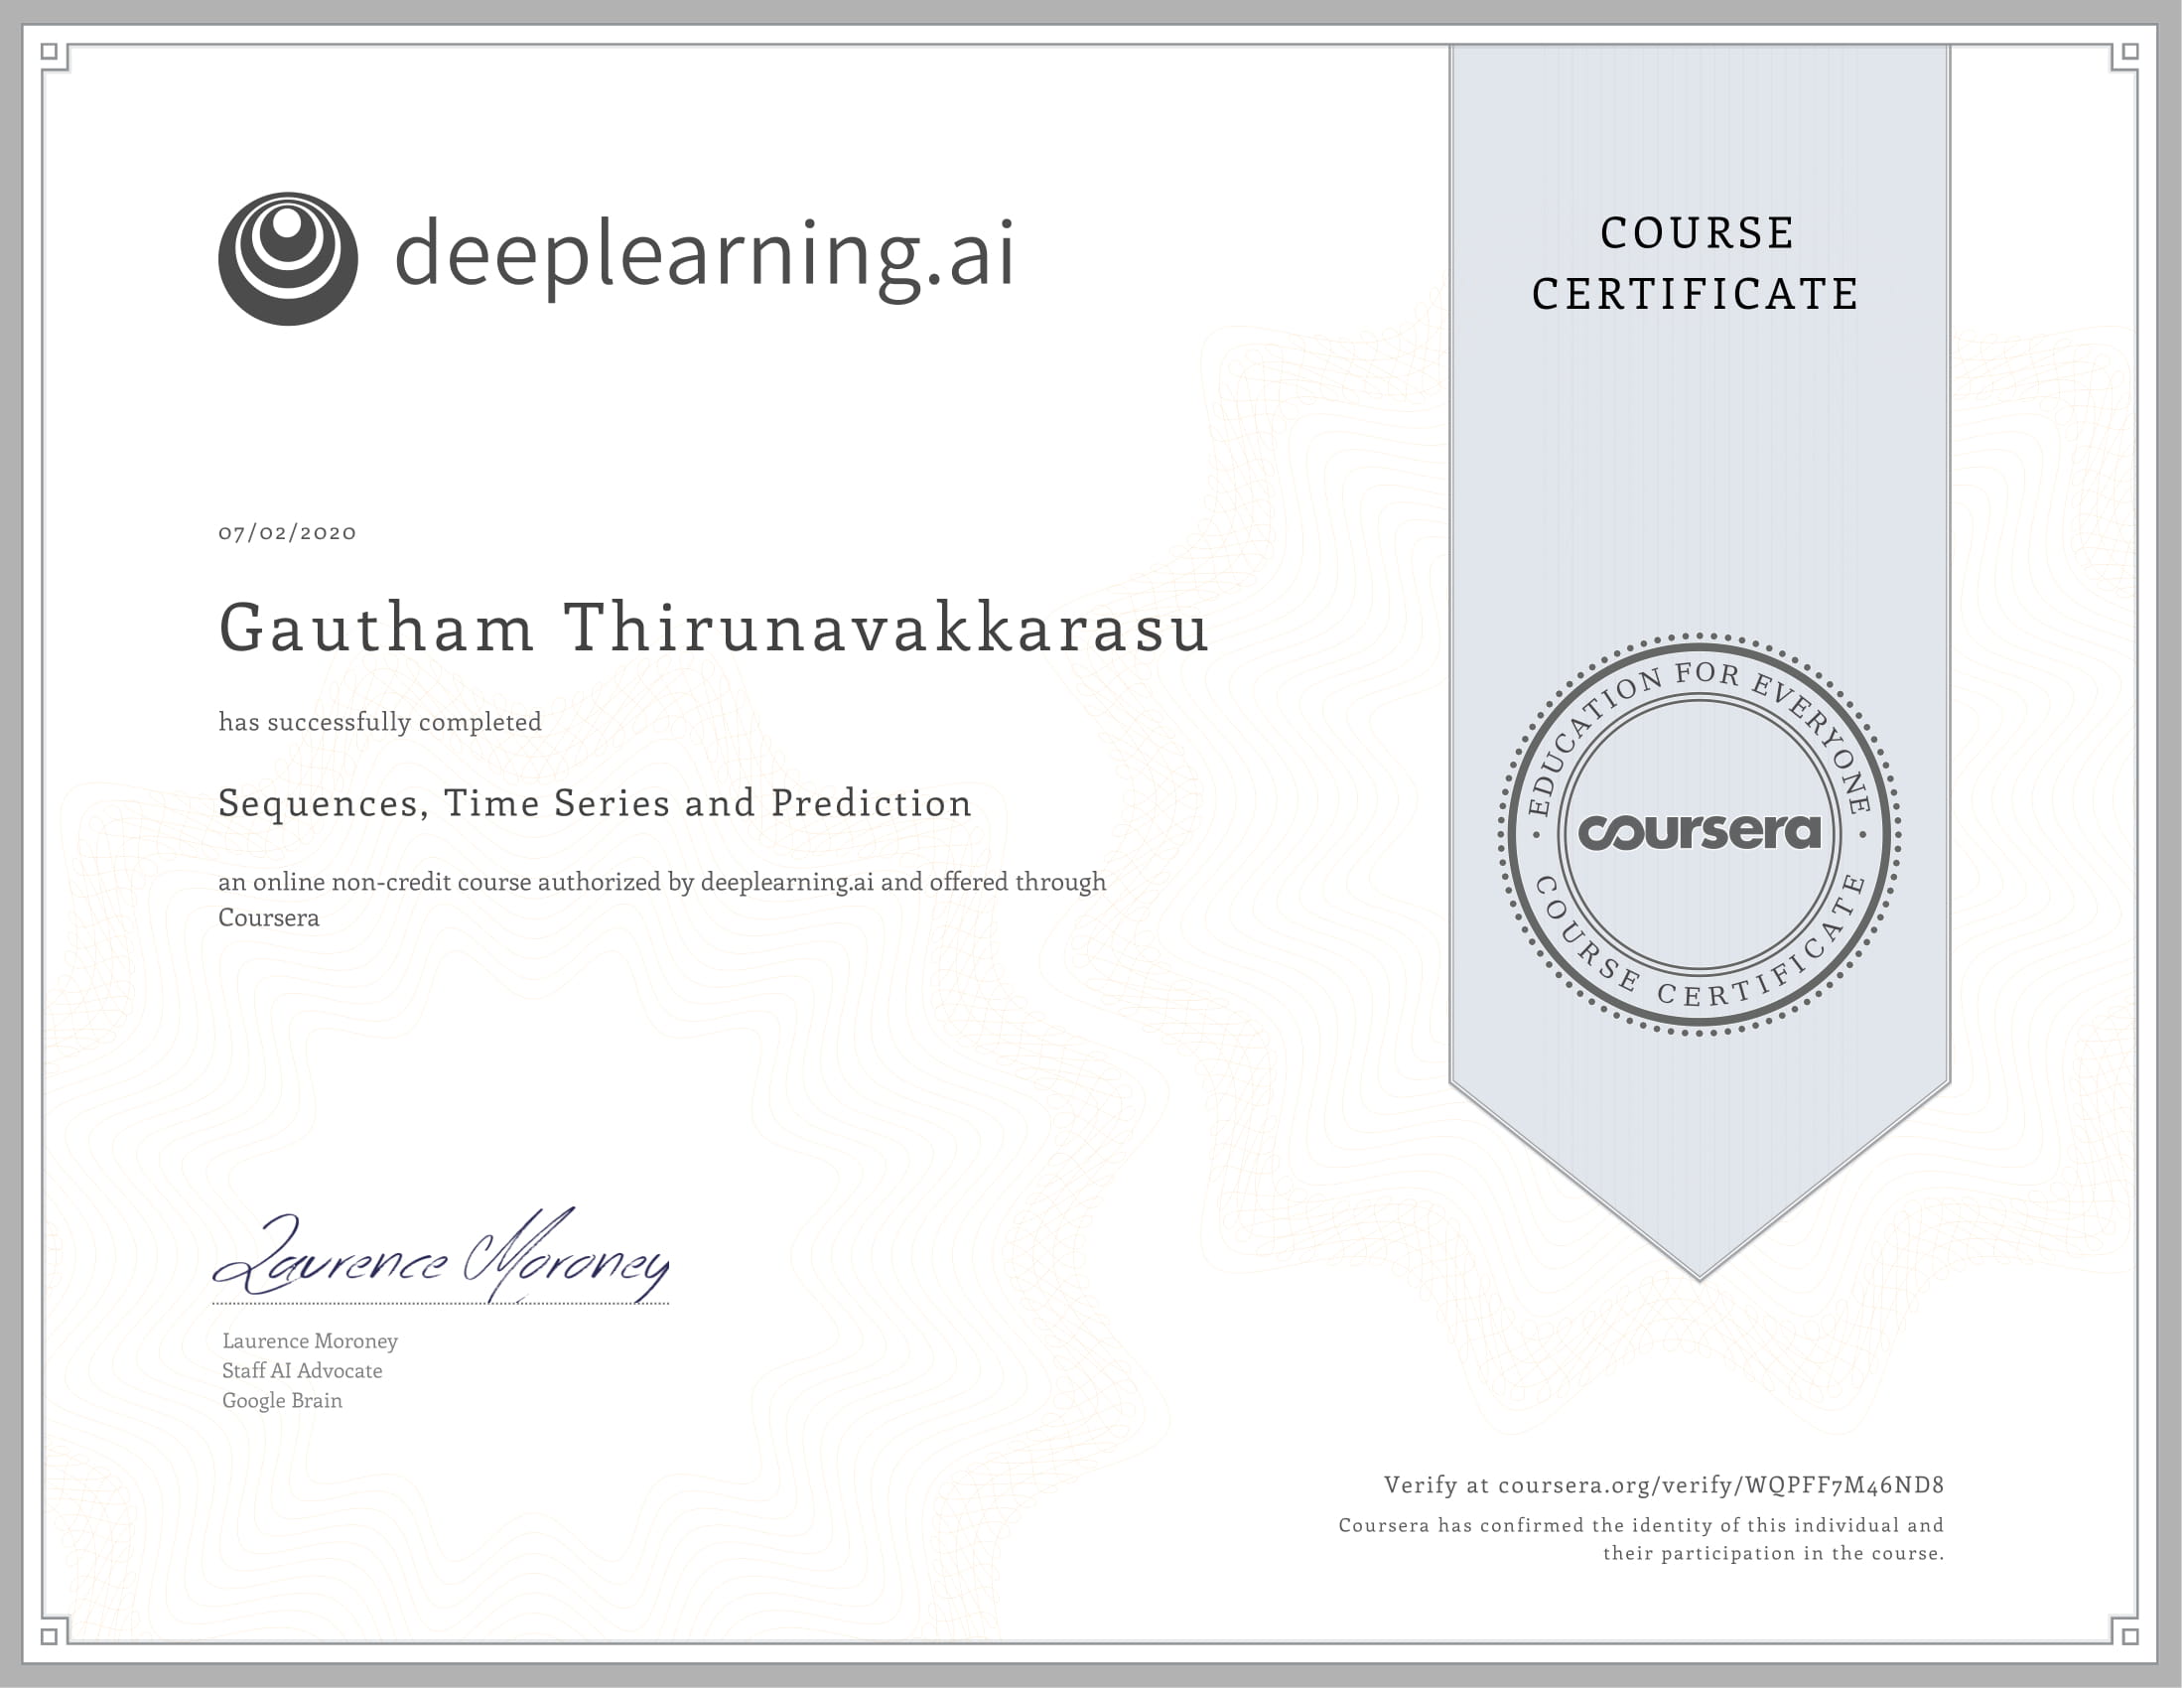 deeplearning.ai
COURSE
CERTIFICATE
07/02/2020
Gautham Thirunavakkarasu
has successfully completed
Sequences, Time Series and Prediction
an online non-credit course authorized by deeplearning.ai and offered through
Coursera
EDUCATION FOR EVERYONE
coursera
COURSE CERTIFICATE
Laurence Moroney
Laurence Moroney
Staff AI Advocate
Google Brain
Verify at coursera.org/verify/WQPFF7M46ND8
Coursera has confirmed the identity of this individual and
their participation in the course.